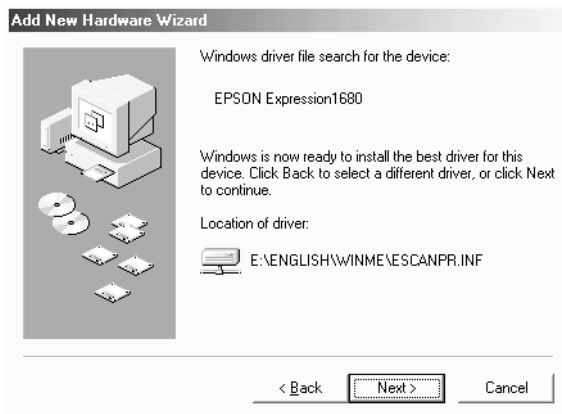 Add New Hardware Wizard
Windows driver file search for the device:
EPSON Expression1680
Windows is now ready to install the best driver for this
device. Click Back to select a different driver, or click Next
to continue.
Location of driver:
E:\ENGLISH\WINME\ESCANPR.INF
< Back
Next >
Cancel